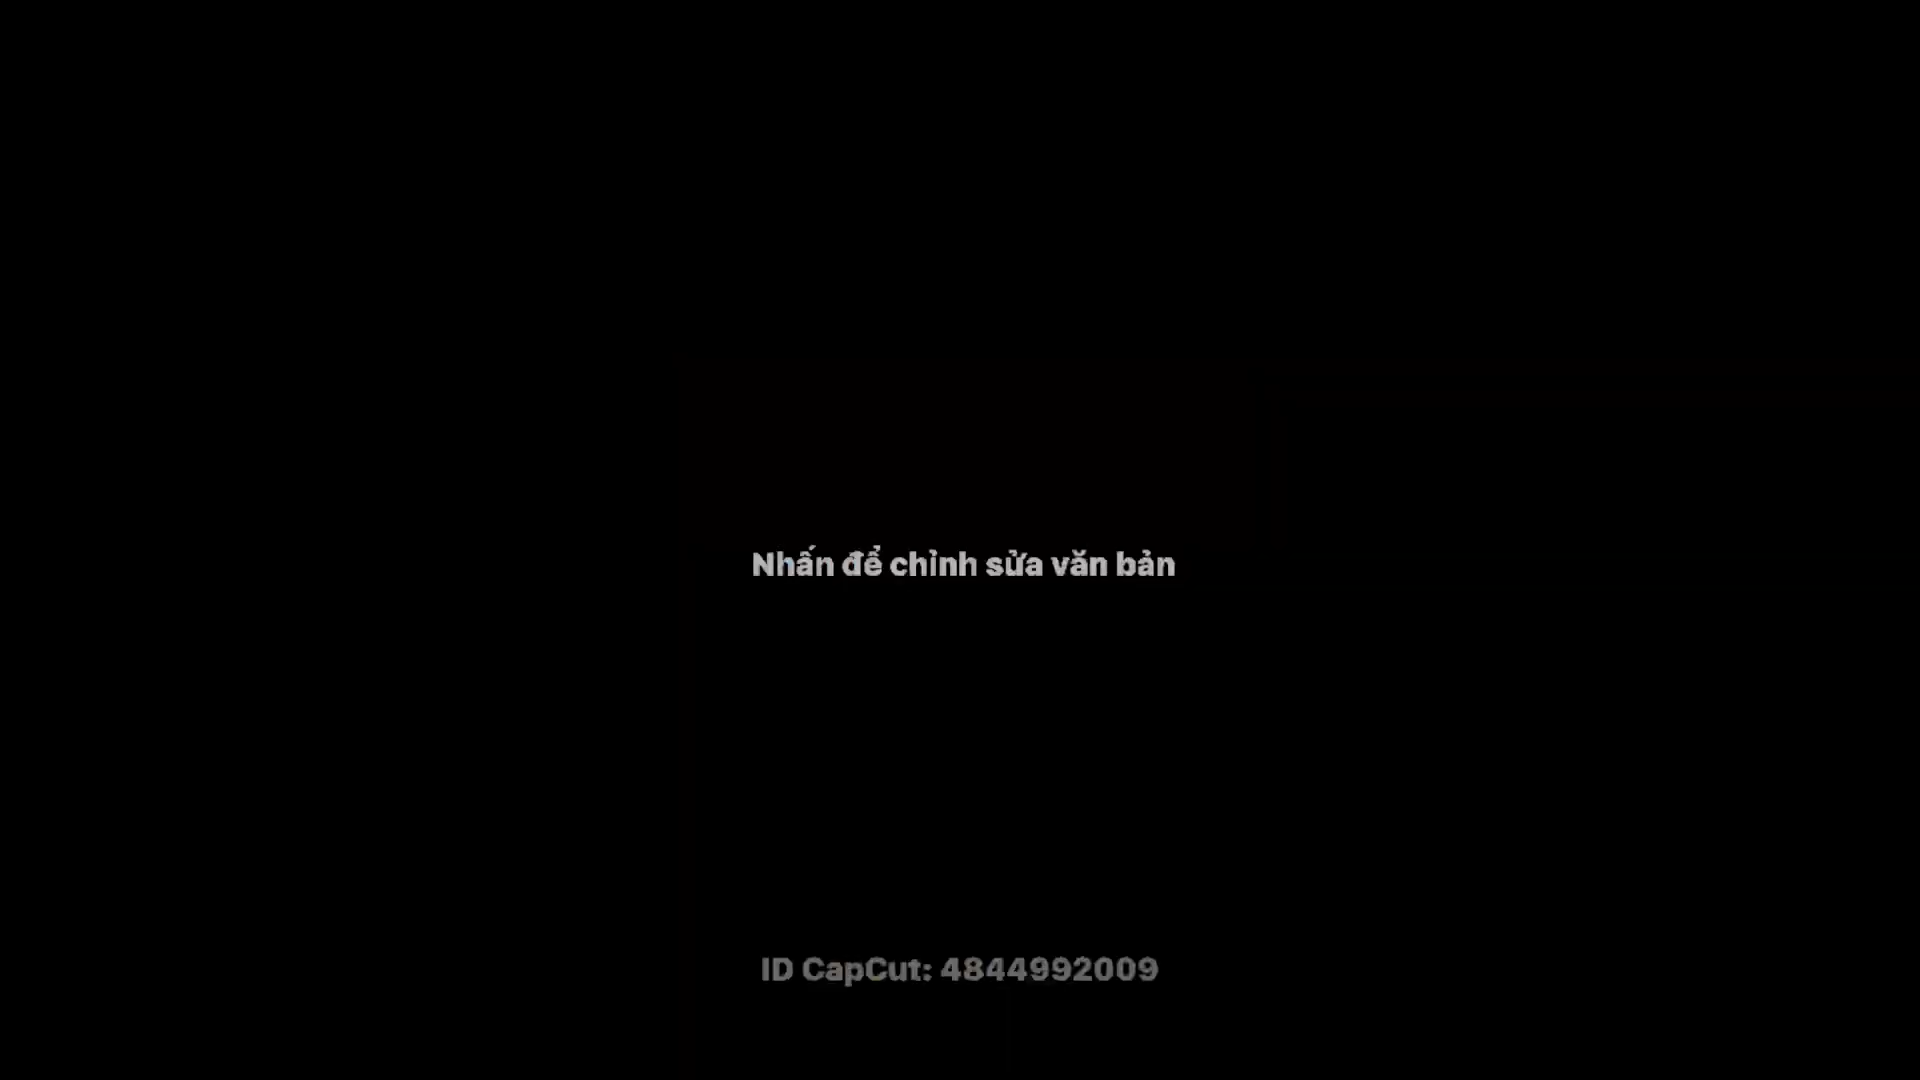 Nhấn để chỉnh sửa văn bản
ID CapCut: 4844992009